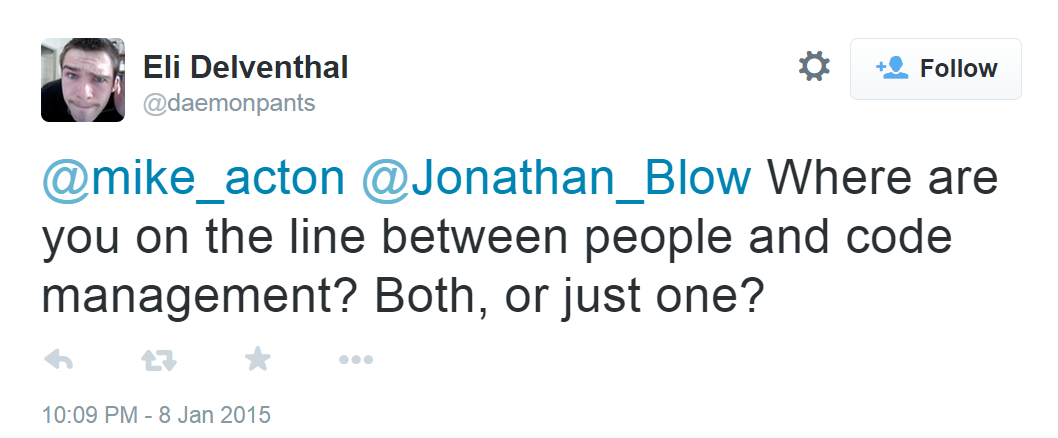 Eli Delventhal
Follow
@daemonpants
@mike_acton @Jonathan_Blow Where are
you on the line between people and code
management? Both, or just one?
10:09 PM - 8 Jan 2015